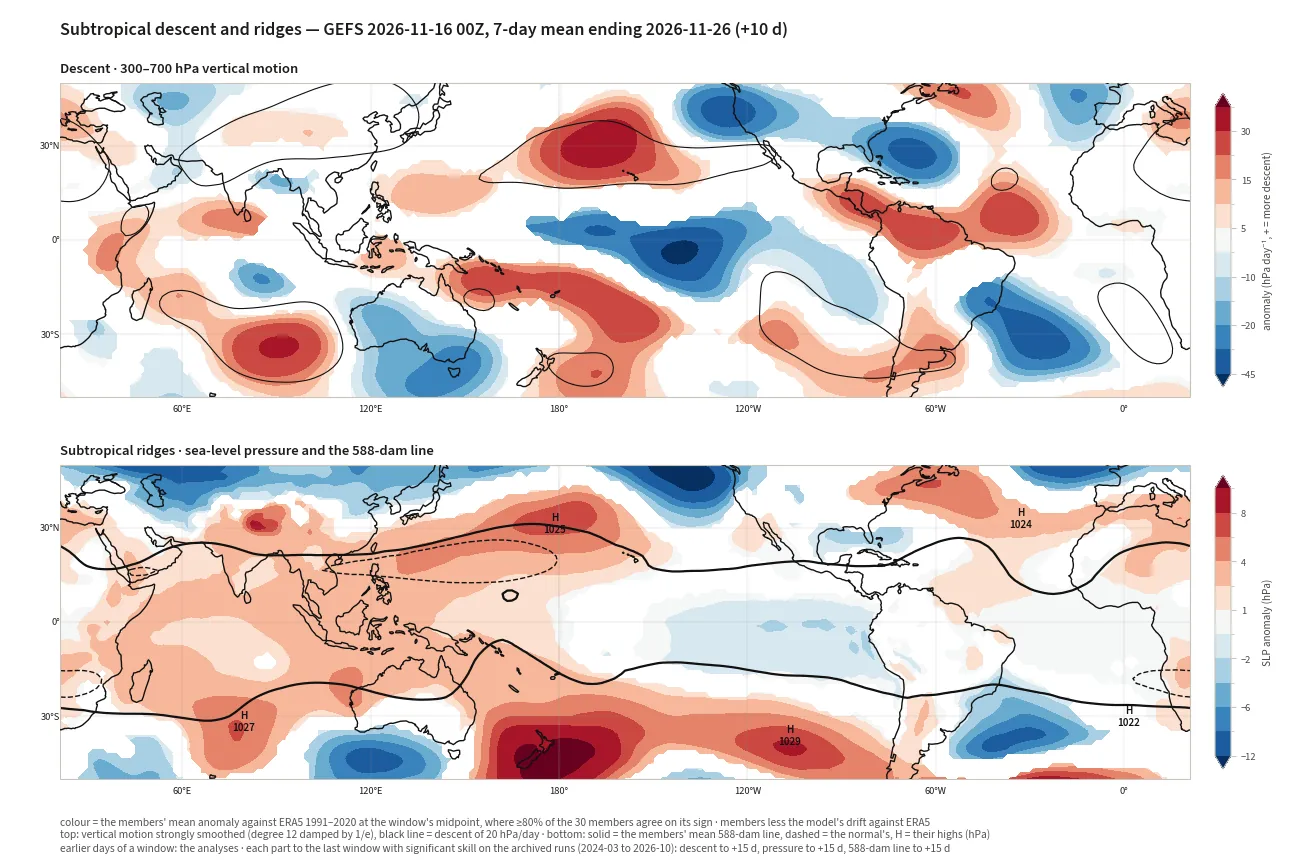 Subtropical descent and ridges — GEFS 2026-11-16 00Z, 7-day mean ending 2026-11-26 (+10 d)
Descent · 300–700 hPa vertical motion
30°N
0°
30°S
60°E
120°E
180°
120°W
60°W
0°
30
15
5
−10
−20
−45
anomaly (hPa day⁻¹, + = more descent)
Subtropical ridges · sea-level pressure and the 588-dam line
30°N
0°
30°S
H
1025
H
1024
H
1027
H
1029
H
1022
60°E
120°E
180°
120°W
60°W
0°
8
4
1
−2
−6
−12
SLP anomaly (hPa)
colour = the members' mean anomaly against ERA5 1991–2020 at the window's midpoint, where ≥80% of the 30 members agree on its sign · members less the model's drift against ERA5
top: vertical motion strongly smoothed (degree 12 damped by 1/e), black line = descent of 20 hPa/day · bottom: solid = the members' mean 588-dam line, dashed = the normal's, H = their highs (hPa)
earlier days of a window: the analyses · each part to the last window with significant skill on the archived runs (2024-03 to 2026-10): descent to +15 d, pressure to +15 d, 588-dam line to +15 d